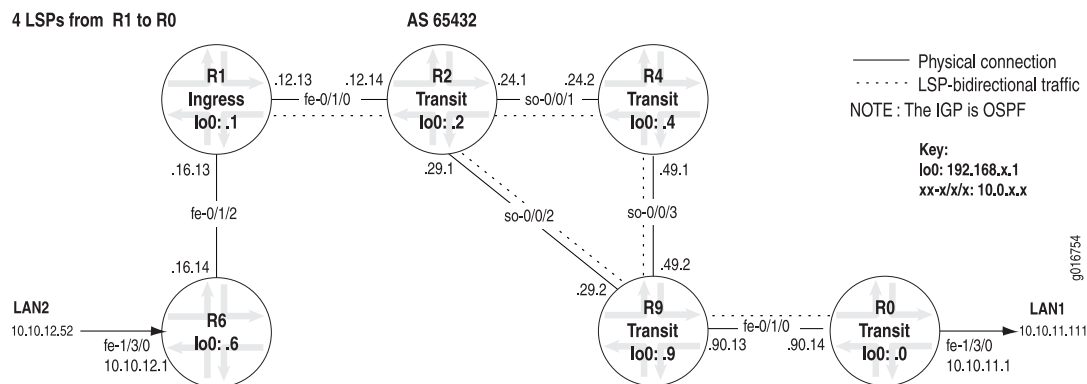 4 LSPs from R1 to R0
AS 65432
R1
Ingress
lo0: .1
.12.13
fe-0/1/0
.12.14
R2
Transit
lo0: .2
.24.1
so-0/0/1
.24.2
R4
Transit
lo0: .4
Physical connection
LSP-bidirectional traffic
NOTE : The IGP is OSPF
Key:
lo0: 192.168.x.1
xx-x/x/x: 10.0.x.x
.16.13
.29.1
.49.1
fe-0/1/2
so-0/0/2
so-0/0/3
.16.14
.29.2
.49.2
g016754
LAN2
10.10.12.52
fe-1/3/0
10.10.12.1
R6
lo0: .6
R9
Transit
lo0: .9
fe-0/1/0
.90.13
.90.14
R0
Transit
lo0: .0
LAN1
10.10.11.111
fe-1/3/0
10.10.11.1